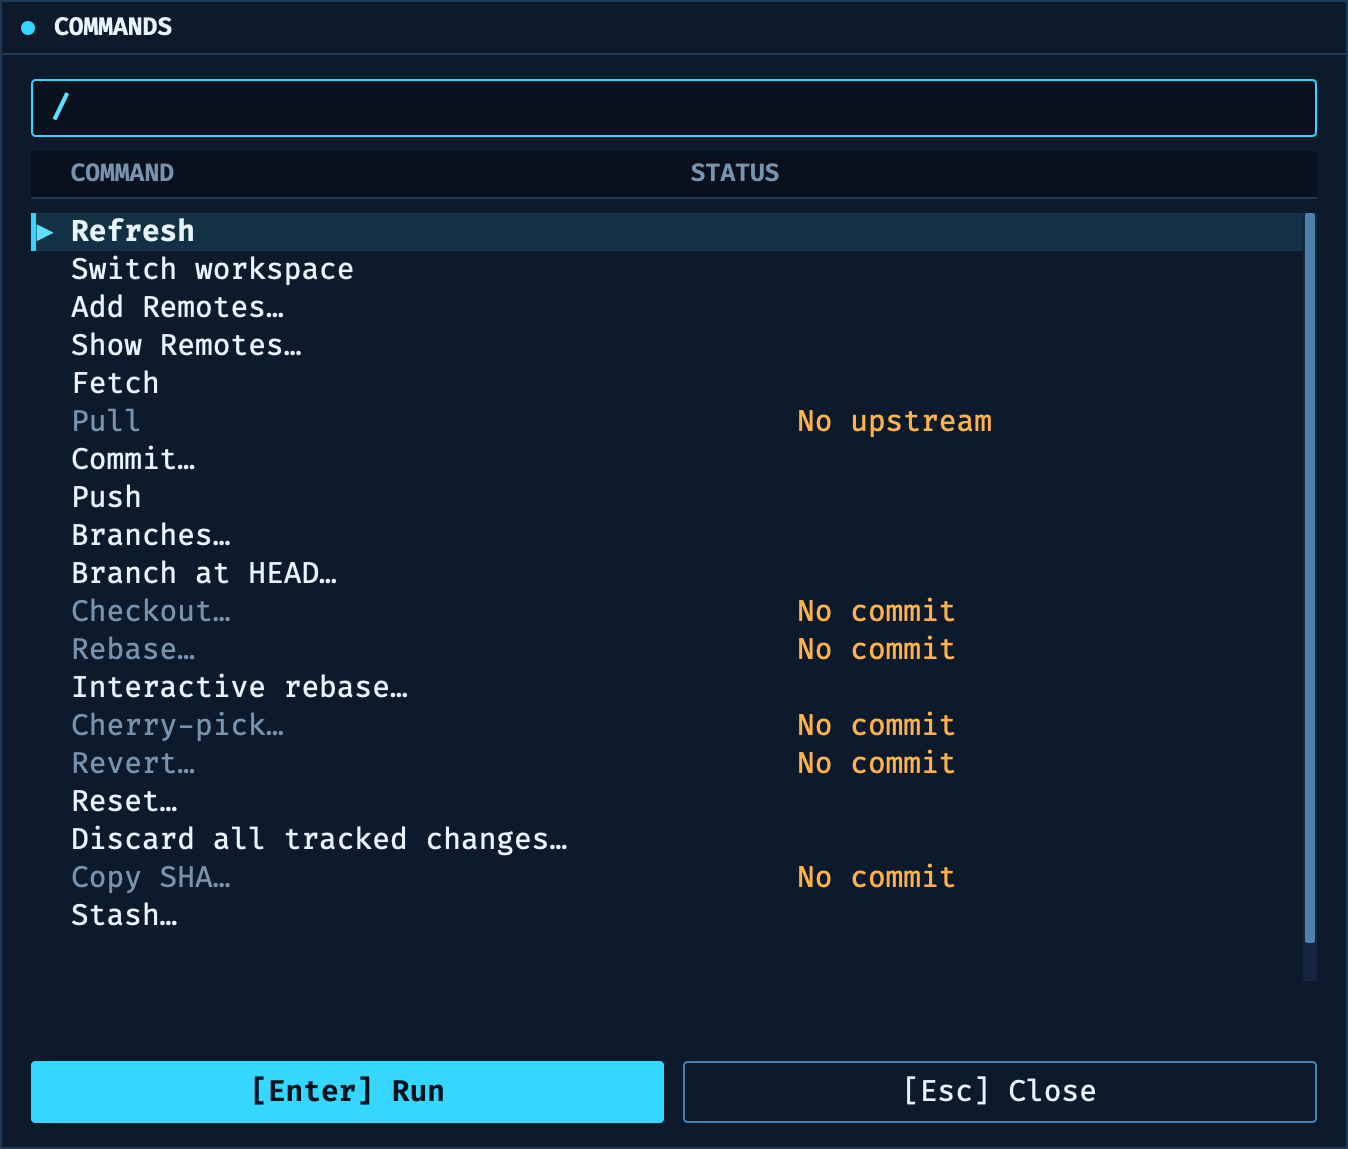 COMMANDS
/
COMMAND STATUS
▶ Refresh
Switch workspace
Add Remotes…
Show Remotes…
Fetch
Pull No upstream
Commit…
Push
Branches…
Branch at HEAD…
Checkout… No commit
Rebase… No commit
Interactive rebase…
Cherry-pick… No commit
Revert… No commit
Reset…
Discard all tracked changes…
Copy SHA… No commit
Stash…
[Enter] Run [Esc] Close